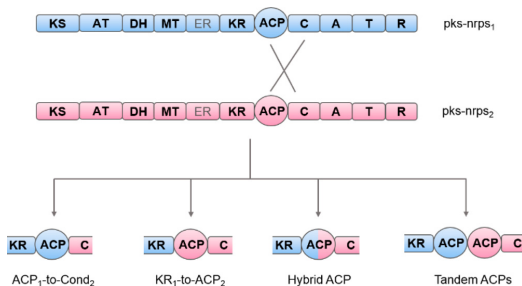 KS AT DH MT ER KR ACP C A T R pks-nrps₁
KS AT DH MT ER KR ACP C A T R pks-nrps₂
KR ACP C KR ACP C KR ACP C KR ACP ACP C
ACP₁-to-Cond₂ KR₁-to-ACP₂ Hybrid ACP Tandem ACPs